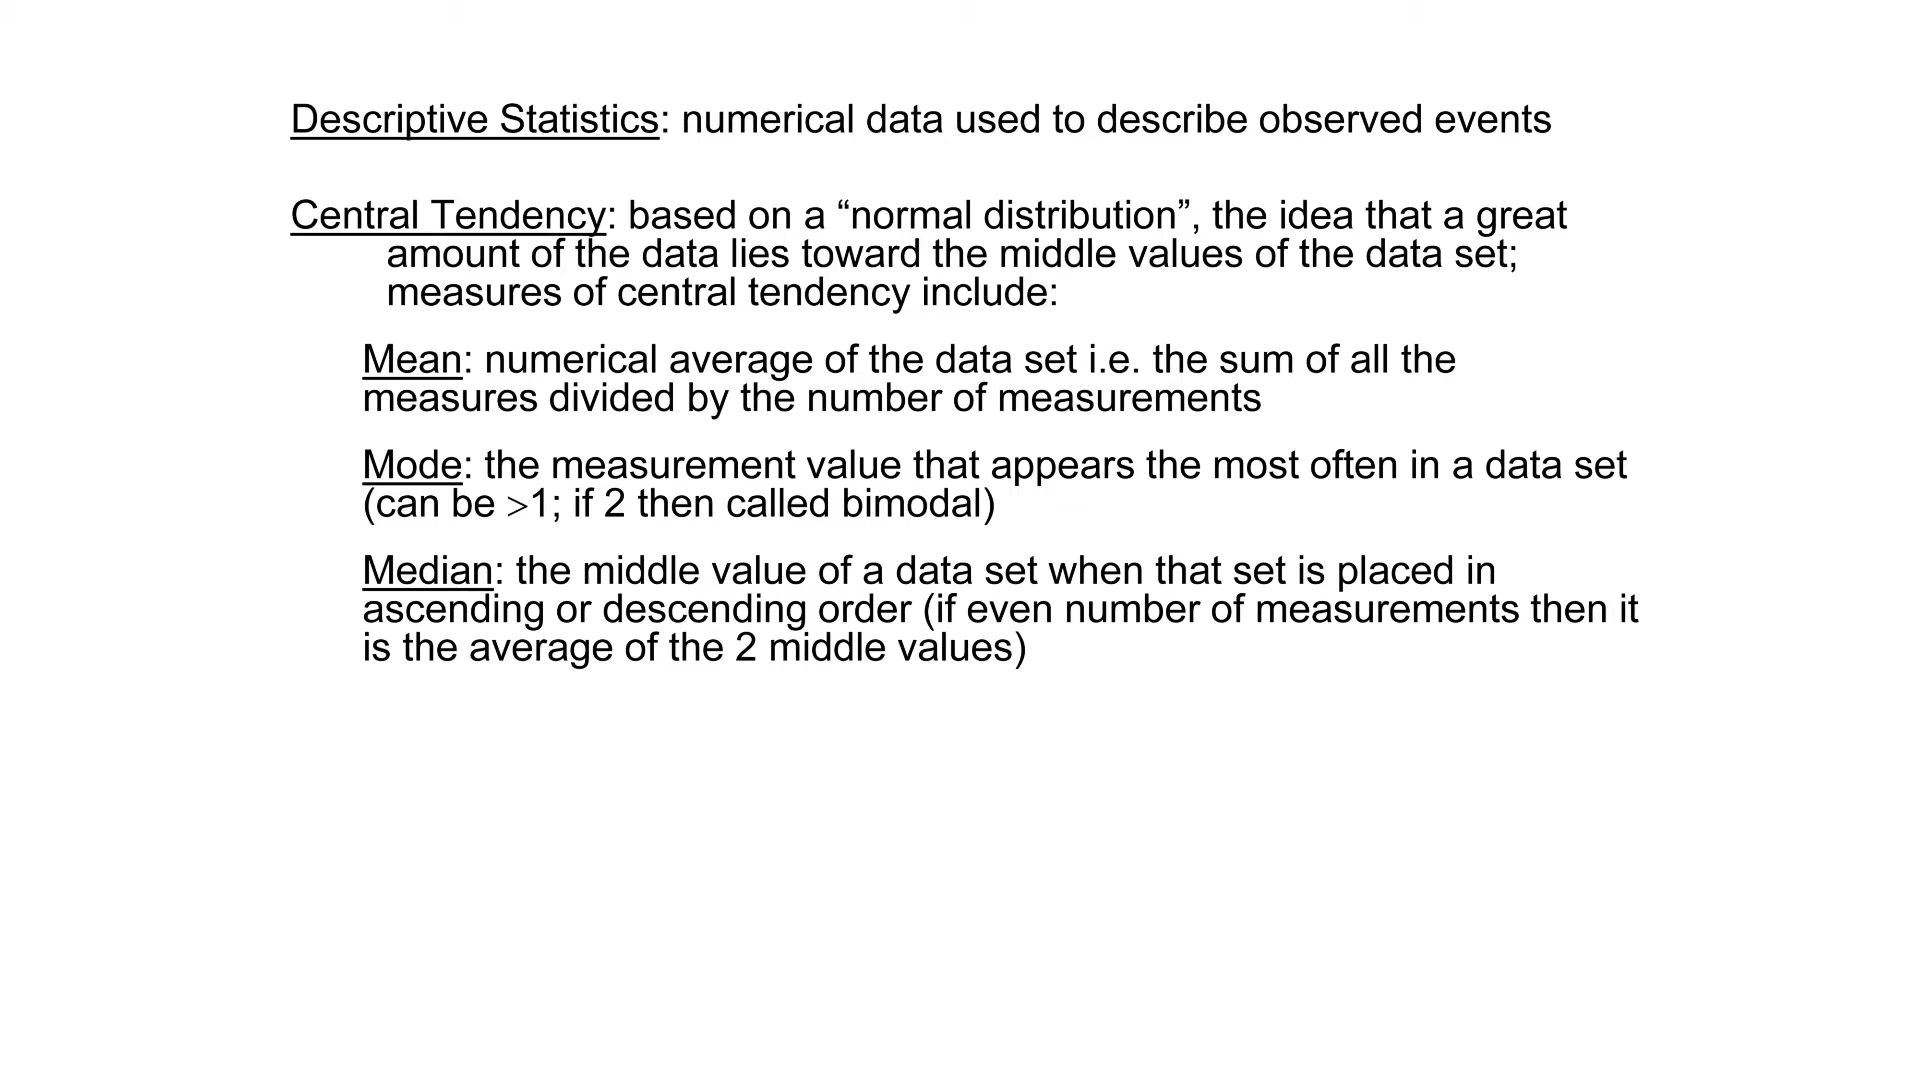 Descriptive Statistics: numerical data used to describe observed events
Central Tendency: based on a “normal distribution”, the idea that a great
amount of the data lies toward the middle values of the data set;
measures of central tendency include:
Mean: numerical average of the data set i.e. the sum of all the
measures divided by the number of measurements
Mode: the measurement value that appears the most often in a data set
(can be >1; if 2 then called bimodal)
Median: the middle value of a data set when that set is placed in
ascending or descending order (if even number of measurements then it
is the average of the 2 middle values)